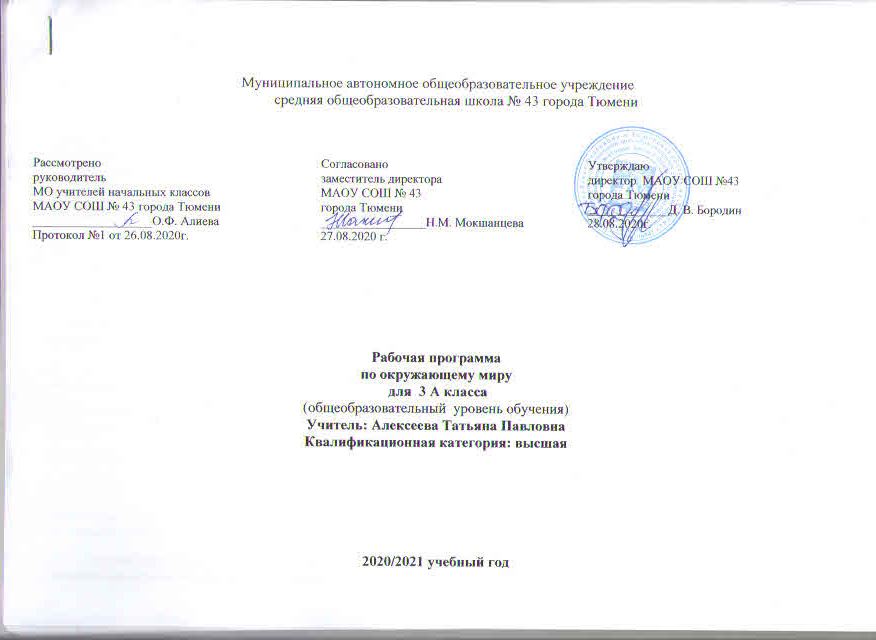 Муниципальное автономное общеобразовательное учреждение
средняя общеобразовательная школа № 43 города Тюмени
Рассмотрено
руководитель
МО учителей начальных классов
МАОУ СОШ № 43 города Тюмени
____________________О.Ф. Алиева
Протокол №1 от 26.08.2020г.
Согласовано
заместитель директора
МАОУ СОШ № 43
города Тюмени
__________________Н.М. Мокшанцева
27.08.2020 г.
Утверждаю
директор МАОУ СОШ №43
города Тюмени
______________Д. В. Бородин
28.08.2020г.
Рабочая программа
по окружающему миру
для 3 А класса
(общеобразовательный уровень обучения)
Учитель: Алексеева Татьяна Павловна
Квалификационная категория: высшая
2020/2021 учебный год